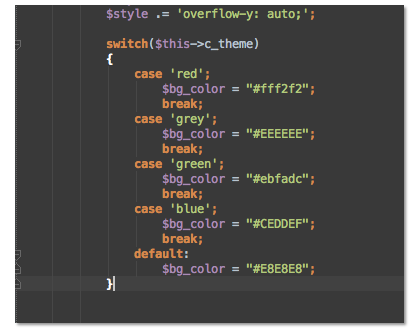 $style .= 'overflow-y: auto;';
switch($this->c_theme)
{
case 'red';
$bg_color = "#fff2f2";
break;
case 'grey';
$bg_color = "#EEEEEE";
break;
case 'green';
$bg_color = "#ebfadc";
break;
case 'blue';
$bg_color = "#CEDDEF";
break;
default:
$bg_color = "#E8E8E8";
}